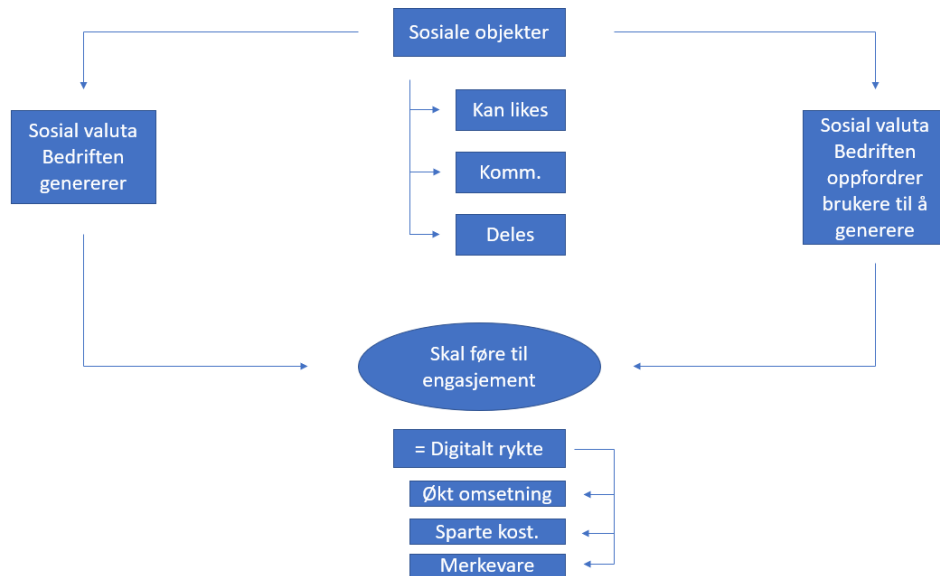 Sosiale objekter
Kan likes
Komm.
Deles
Sosial valuta
Bedriften
genererer
Sosial valuta
Bedriften
oppfordrer
brukere til å
generere
Skal føre til
engasjement
= Digitalt rykte
Økt omsetning
Sparte kost.
Merkevare